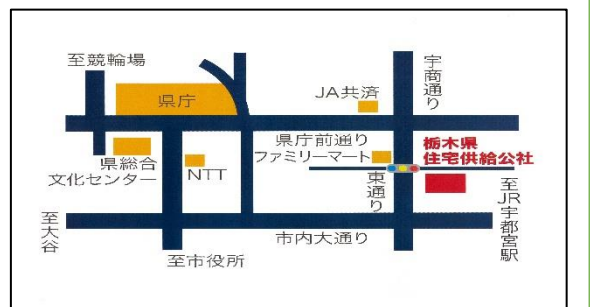 至競輪場
県庁
JA共済
宇商通り
県庁前通り
ファミリーマート
栃木県
住宅供給公社
県総合
文化センター
NTT
東通り
至JR宇都宮駅
至大谷
市内大通り
至市役所